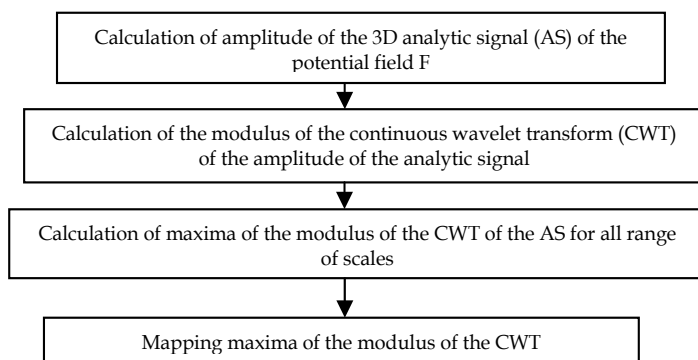 Calculation of amplitude of the 3D analytic signal (AS) of the
potential field F
Calculation of the modulus of the continuous wavelet transform (CWT)
of the amplitude of the analytic signal
Calculation of maxima of the modulus of the CWT of the AS for all range
of scales
Mapping maxima of the modulus of the CWT